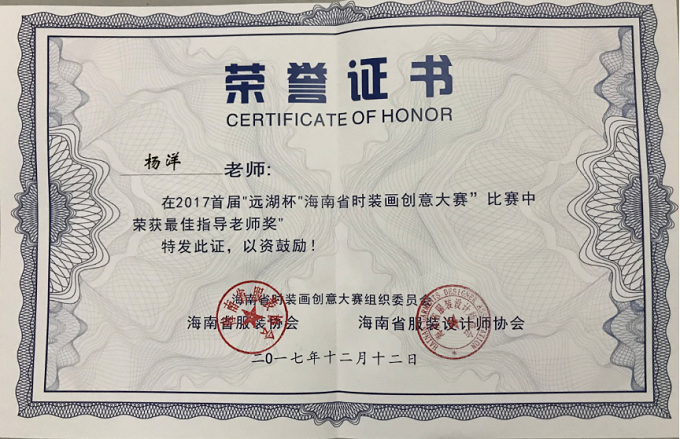 荣誉证书
CERTIFICATE OF HONOR
杨洋 老师:
在2017首届"远湖杯"海南省时装画创意大赛”比赛中
荣获最佳指导老师奖"
特发此证，以资鼓励！
海南省时装画创意大赛组织委员会
海南省服装协会 海南省服装设计师协会
二0一七年十二月十二日